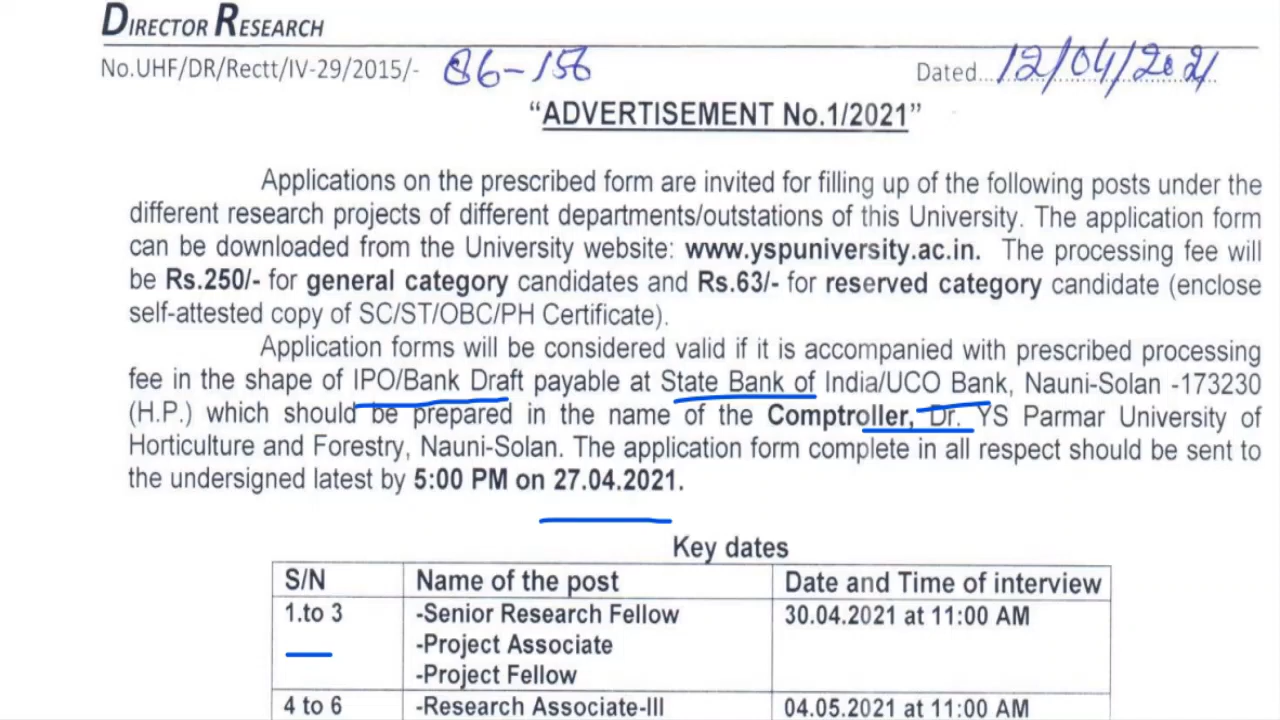 DIRECTOR RESEARCH
No.UHF/DR/Rectt/IV-29/2015/- 86-156 Dated...12/04/2021
“ADVERTISEMENT No.1/2021”
Applications on the prescribed form are invited for filling up of the following posts under the
different research projects of different departments/outstations of this University. The application form
can be downloaded from the University website: www.yspuniversity.ac.in. The processing fee will
be Rs.250/- for general category candidates and Rs.63/- for reserved category candidate (enclose
self-attested copy of SC/ST/OBC/PH Certificate).
Application forms will be considered valid if it is accompanied with prescribed processing
fee in the shape of IPO/Bank Draft payable at State Bank of India/UCO Bank, Nauni-Solan -173230
(H.P.) which should be prepared in the name of the Comptroller, Dr. YS Parmar University of
Horticulture and Forestry, Nauni-Solan. The application form complete in all respect should be sent to
the undersigned latest by 5:00 PM on 27.04.2021.
Key dates
S/N Name of the post Date and Time of interview
1.to 3 -Senior Research Fellow 30.04.2021 at 11:00 AM
-Project Associate
-Project Fellow
4 to 6 -Research Associate-III 04.05.2021 at 11:00 AM